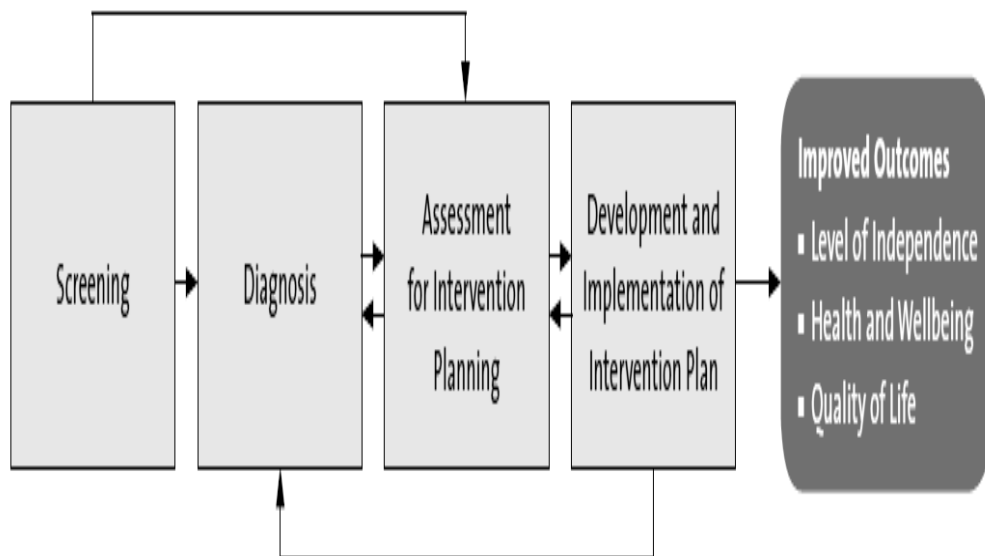 Screening
Diagnosis
Assessment
for Intervention
Planning
Development and
Implementation of
Intervention Plan
Improved Outcomes
▪ Level of Independence
▪ Health and Wellbeing
▪ Quality of Life